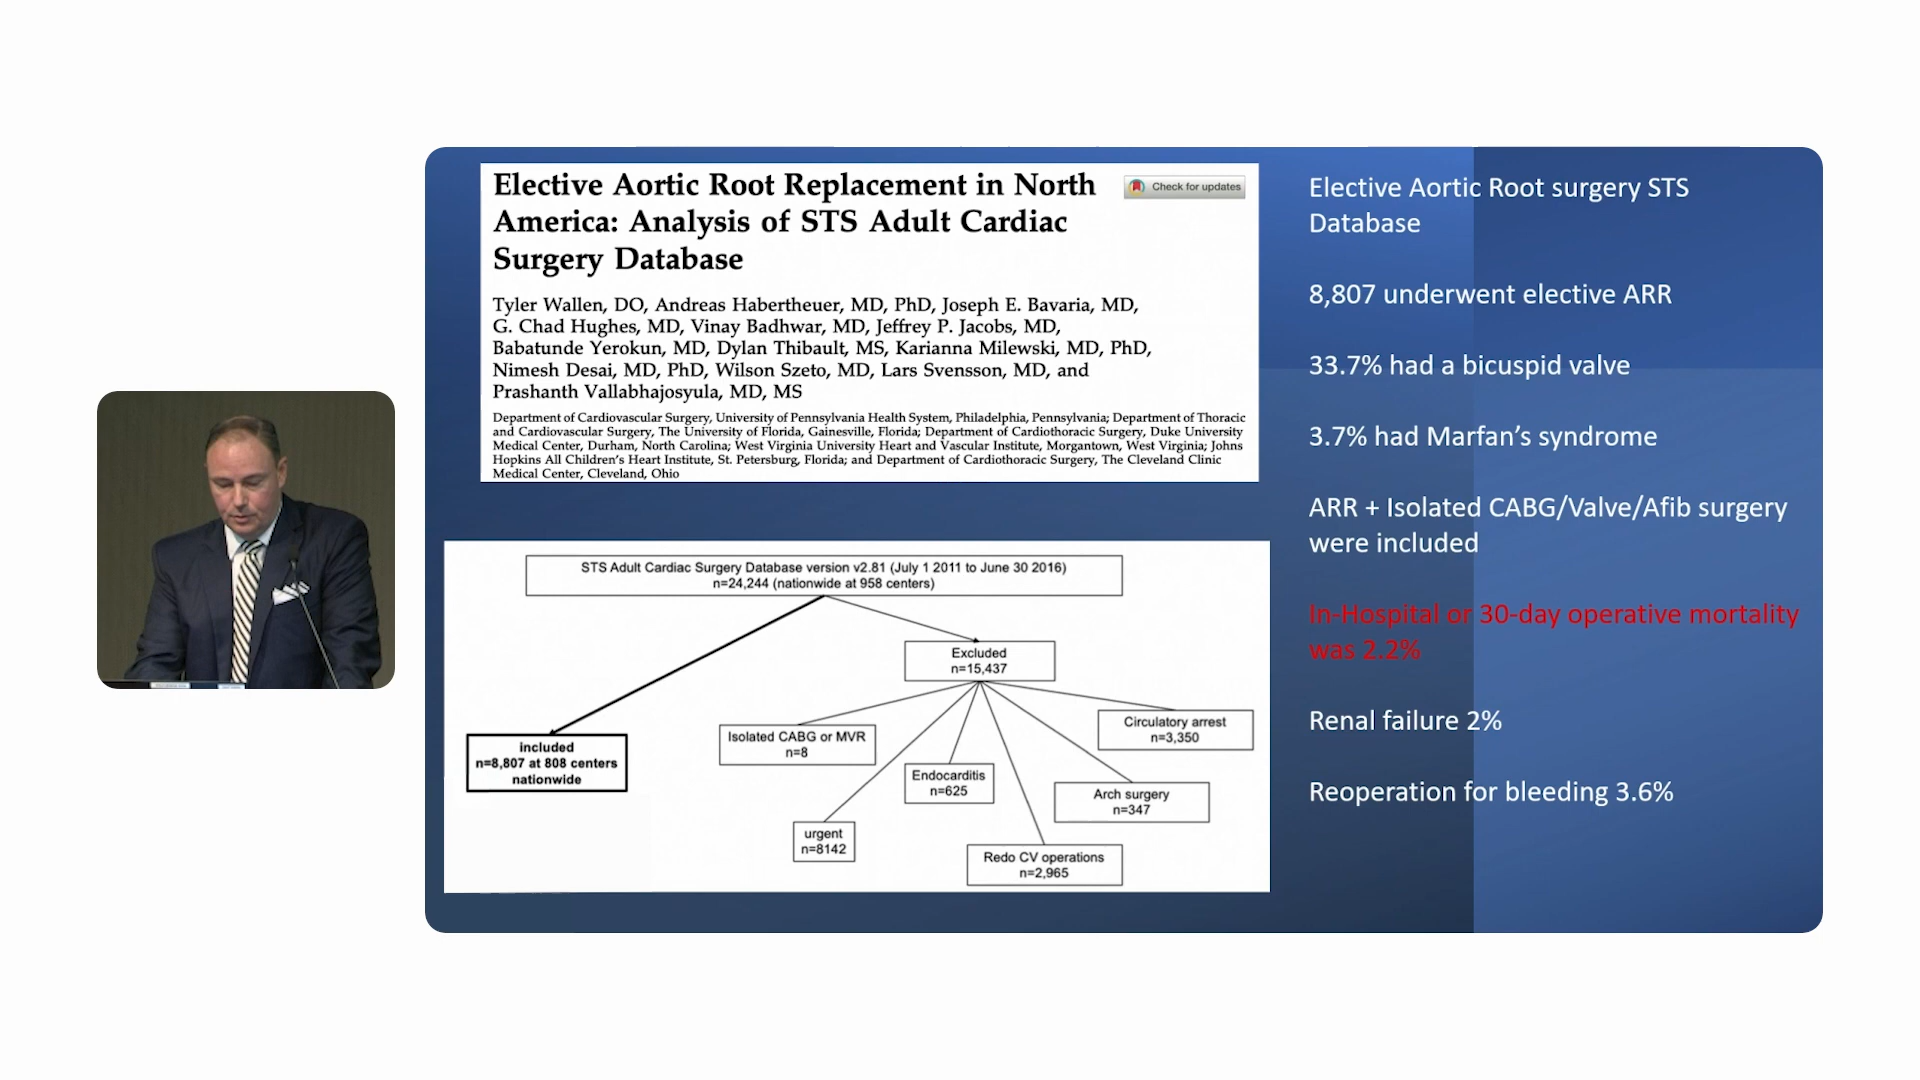 Elective Aortic Root Replacement in North
America: Analysis of STS Adult Cardiac
Surgery Database
Check for updates
Tyler Wallen, DO, Andreas Habertheuer, MD, PhD, Joseph E. Bavaria, MD,
G. Chad Hughes, MD, Vinay Badhwar, MD, Jeffrey P. Jacobs, MD,
Babatunde Yerokun, MD, Dylan Thibault, MS, Karianna Milewski, MD, PhD,
Nimesh Desai, MD, PhD, Wilson Szeto, MD, Lars Svensson, MD, and
Prashanth Vallabhajosyula, MD, MS
Department of Cardiovascular Surgery, University of Pennsylvania Health System, Philadelphia, Pennsylvania; Department of Thoracic
and Cardiovascular Surgery, The University of Florida, Gainesville, Florida; Department of Cardiothoracic Surgery, Duke University
Medical Center, Durham, North Carolina; West Virginia University Heart and Vascular Institute, Morgantown, West Virginia; Johns
Hopkins All Children's Heart Institute, St. Petersburg, Florida; and Department of Cardiothoracic Surgery, The Cleveland Clinic
Medical Center, Cleveland, Ohio
STS Adult Cardiac Surgery Database version v2.81 (July 1 2011 to June 30 2016)
n=24,244 (nationwide at 958 centers)
Excluded
n=15,437
included
n=8,807 at 808 centers
nationwide
Isolated CABG or MVR
n=8
urgent
n=8142
Endocarditis
n=625
Redo CV operations
n=2,965
Arch surgery
n=347
Circulatory arrest
n=3,350
Elective Aortic Root surgery STS
Database
8,807 underwent elective ARR
33.7% had a bicuspid valve
3.7% had Marfan’s syndrome
ARR + Isolated CABG/Valve/Afib surgery
were included
In-Hospital or 30-day operative mortality
was 2.2%
Renal failure 2%
Reoperation for bleeding 3.6%